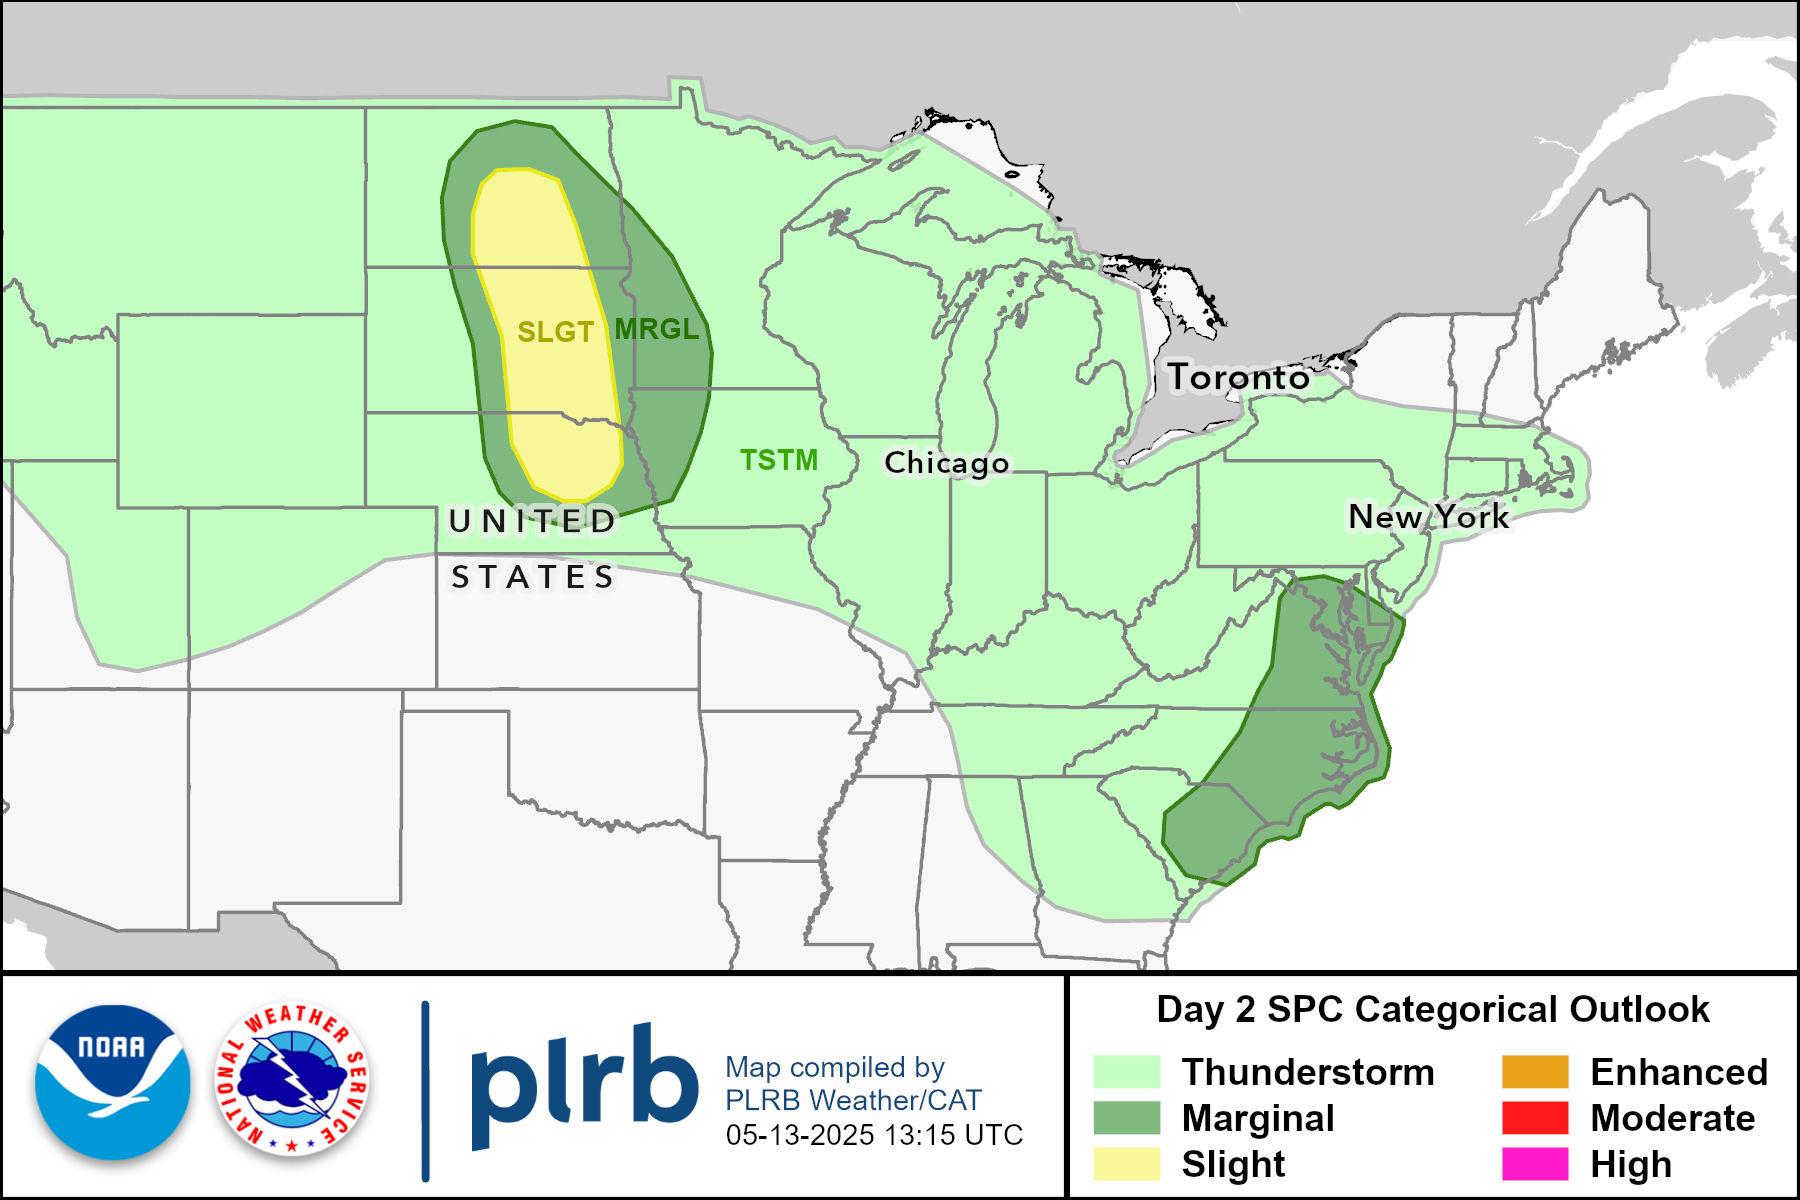 SLGT
MRGL
Toronto
TSTM
Chicago
UNITED
New York
STATES
NOAA
NATIONAL WEATHER SERVICE
plrb
Map compiled by
PLRB Weather/CAT
05-13-2025 13:15 UTC
Day 2 SPC Categorical Outlook
Thunderstorm
Marginal
Slight
Enhanced
Moderate
High